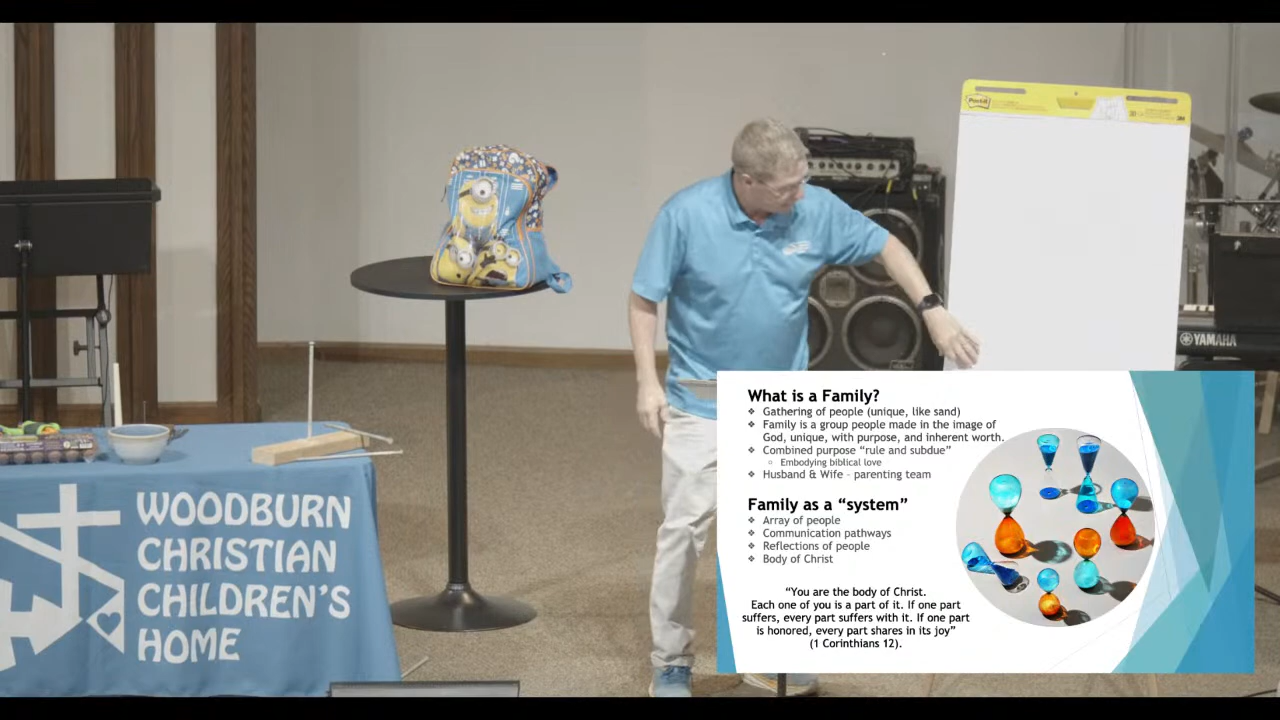 Post-it
YAMAHA
WOODBURN
CHRISTIAN
CHILDREN'S
HOME
What is a Family?
❖ Gathering of people (unique, like sand)
❖ Family is a group people made in the image of
God, unique, with purpose, and inherent worth.
❖ Combined purpose "rule and subdue"
○ Embodying biblical love
❖ Husband & Wife – parenting team
Family as a "system"
❖ Array of people
❖ Communication pathways
❖ Reflections of people
❖ Body of Christ
"You are the body of Christ.
Each one of you is a part of it. If one part
suffers, every part suffers with it. If one part
is honored, every part shares in its joy"
(1 Corinthians 12).